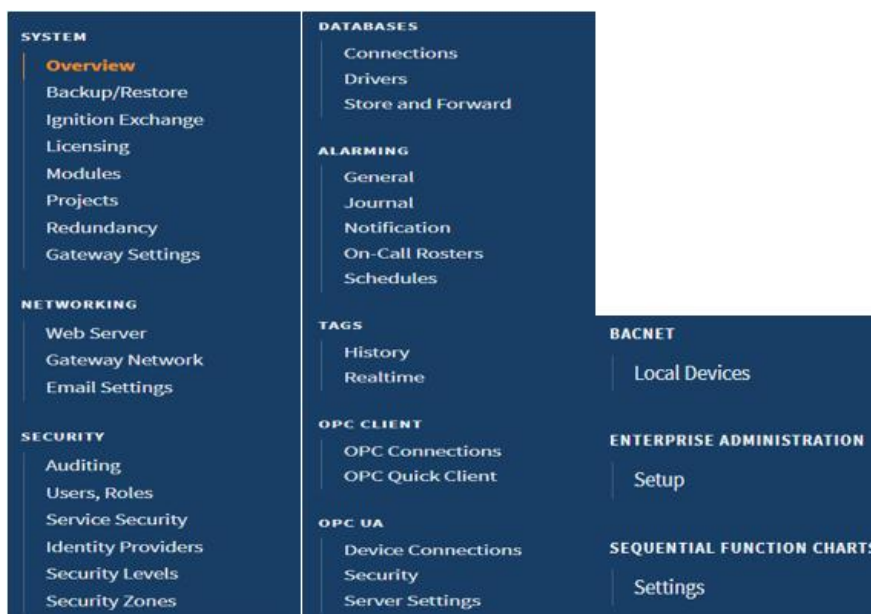 SYSTEM
Overview
Backup/Restore
Ignition Exchange
Licensing
Modules
Projects
Redundancy
Gateway Settings
NETWORKING
Web Server
Gateway Network
Email Settings
SECURITY
Auditing
Users, Roles
Service Security
Identity Providers
Security Levels
Security Zones
DATABASES
Connections
Drivers
Store and Forward
ALARMING
General
Journal
Notification
On-Call Rosters
Schedules
TAGS
History
Realtime
OPC CLIENT
OPC Connections
OPC Quick Client
OPC UA
Device Connections
Security
Server Settings
BACNET
Local Devices
ENTERPRISE ADMINISTRATION
Setup
SEQUENTIAL FUNCTION CHARTS
Settings